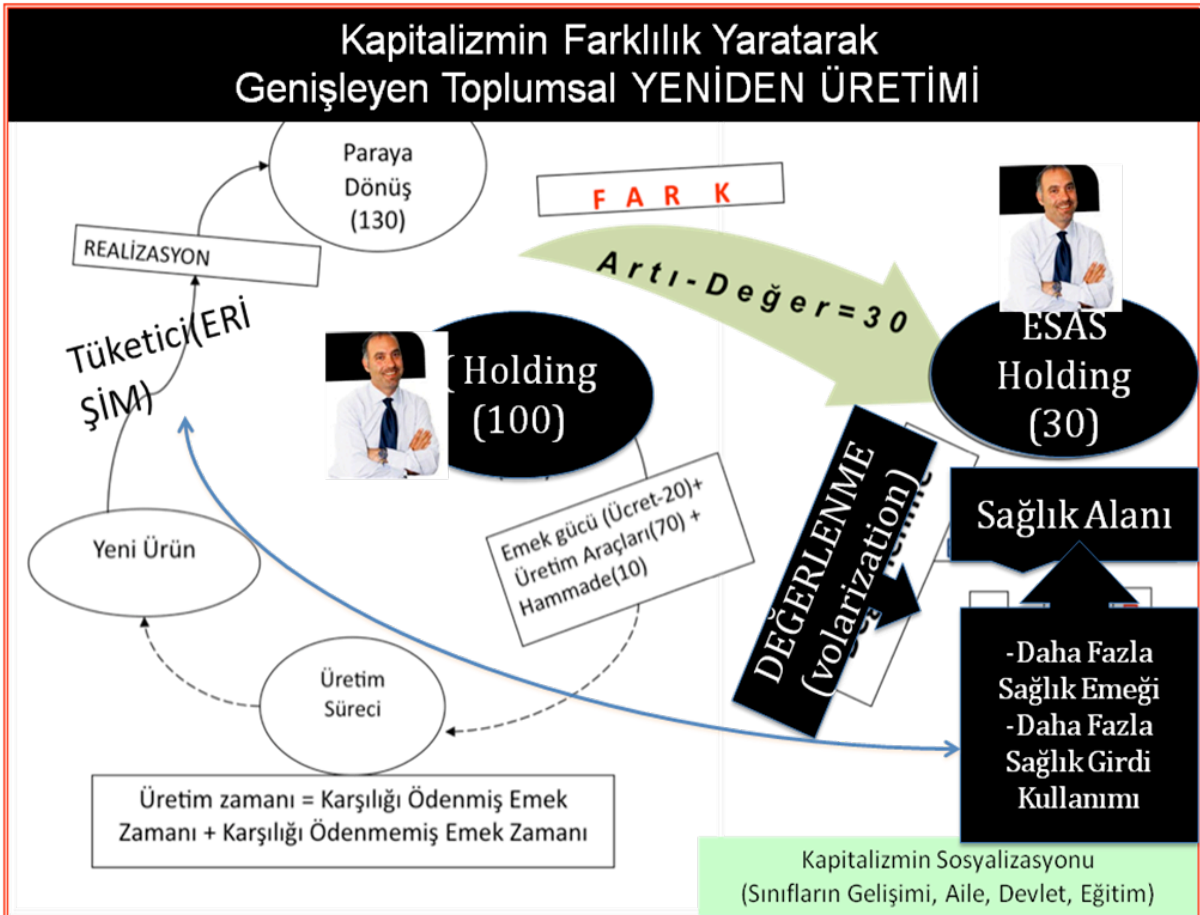 Kapitalizmin Farklılık Yaratarak
Genişleyen Toplumsal YENİDEN ÜRETİMİ
Paraya
Dönüş
(130)
F A R K
REALİZASYON
Artı-Değer=30
Tüketici(ERİ
ŞİM)
( Holding
(100)
ESAS
Holding
(30)
Emek gücü (Ücret-20)+
Üretim Araçları(70) +
Hammade(10)
DEĞERLENME
(volarization)
Sağlık Alanı
Yeni Ürün
Üretim
Süreci
-Daha Fazla
Sağlık Emeği
-Daha Fazla
Sağlık Girdi
Kullanımı
Üretim zamanı = Karşılığı Ödenmiş Emek
Zamanı + Karşılığı Ödenmemiş Emek Zamanı
Kapitalizmin Sosyalizasyonu
(Sınıfların Gelişimi, Aile, Devlet, Eğitim)